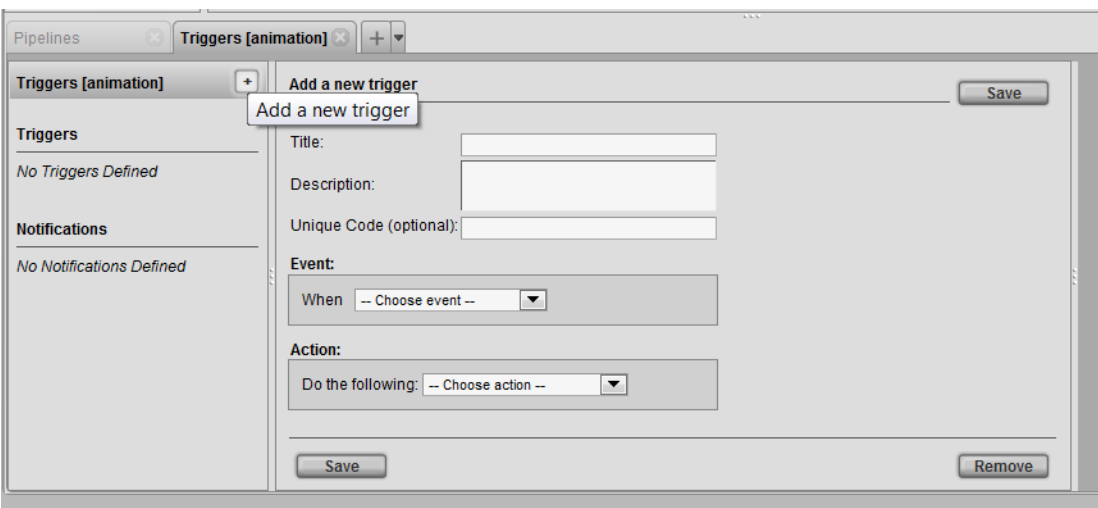 Pipelines
Triggers [animation]
+
Triggers [animation]
+
Add a new trigger
Save
Add a new trigger
Triggers
No Triggers Defined
Notifications
No Notifications Defined
Title:
Description:
Unique Code (optional):
Event:
When -- Choose event --
Action:
Do the following: -- Choose action --
Save
Remove